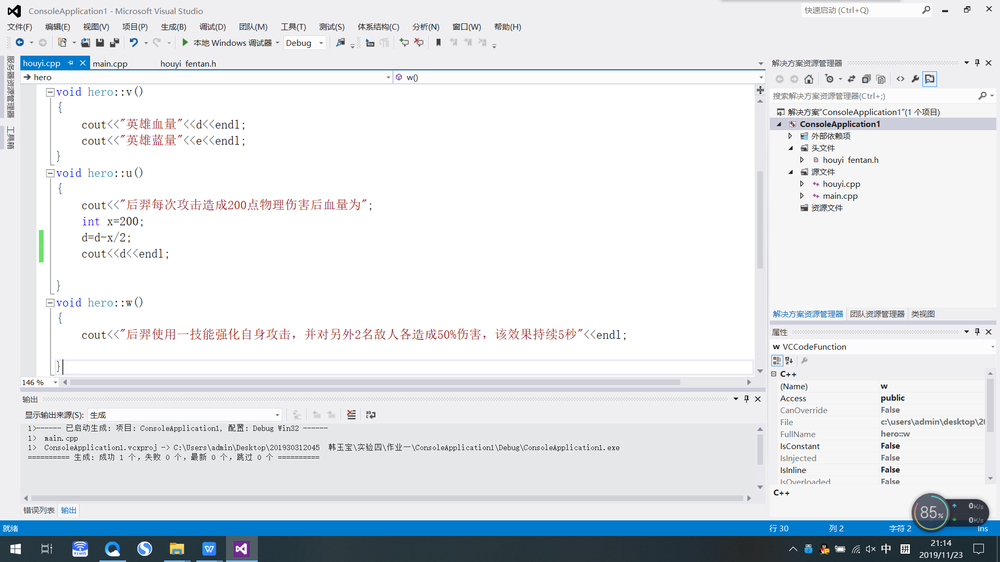 ConsoleApplication1 - Microsoft Visual Studio
快速启动 (Ctrl+Q)
文件(F) 编辑(E) 视图(V) 项目(P) 生成(B) 调试(D) 团队(M) 工具(T) 测试(S) 体系结构(C) 分析(N) 窗口(W) 帮助(H)
本地 Windows 调试器 Debug
服务器资源管理器
工具箱
houyi.cpp main.cpp houyi fentan.h
hero w()
void hero::v()
{
cout<<"英雄血量"<<d<<endl;
cout<<"英雄蓝量"<<e<<endl;
}
void hero::u()
{
cout<<"后羿每次攻击造成200点物理伤害后血量为";
int x=200;
d=d-x/2;
cout<<d<<endl;
}
void hero::w()
{
cout<<"后羿使用一技能强化自身攻击，并对另外2名敌人各造成50%伤害，该效果持续5秒"<<endl;
}
146 %
输出
显示输出来源(S): 生成
1>------ 已启动生成: 项目: ConsoleApplication1, 配置: Debug Win32 ------
1> main.cpp
1> ConsoleApplication1.vcxproj -> C:\Users\admin\Desktop\201930312045 韩玉宝\实验四\作业一\ConsoleApplication1\Debug\ConsoleApplication1.exe
========== 生成: 成功 1 个，失败 0 个，最新 0 个，跳过 0 个 ==========
错误列表 输出
解决方案资源管理器
搜索解决方案资源管理器(Ctrl+;)
解决方案"ConsoleApplication1"(1 个项目)
ConsoleApplication1
外部依赖项
头文件
houyi fentan.h
源文件
houyi.cpp
main.cpp
资源文件
解决方案资源管理器 团队资源管理器 类视图
属性
w VCCodeFunction
C++
(Name) w
Access public
CanOverride False
File c:\users\admin\desktop\20
FullName hero::w
IsConstant False
IsInjected False
IsInline False
IsOverloaded False
C++
85%
0K/s
0K/s
就绪 行 30 列 2 字符 2 Ins
91wifi
中 拼
21:14
2019/11/23